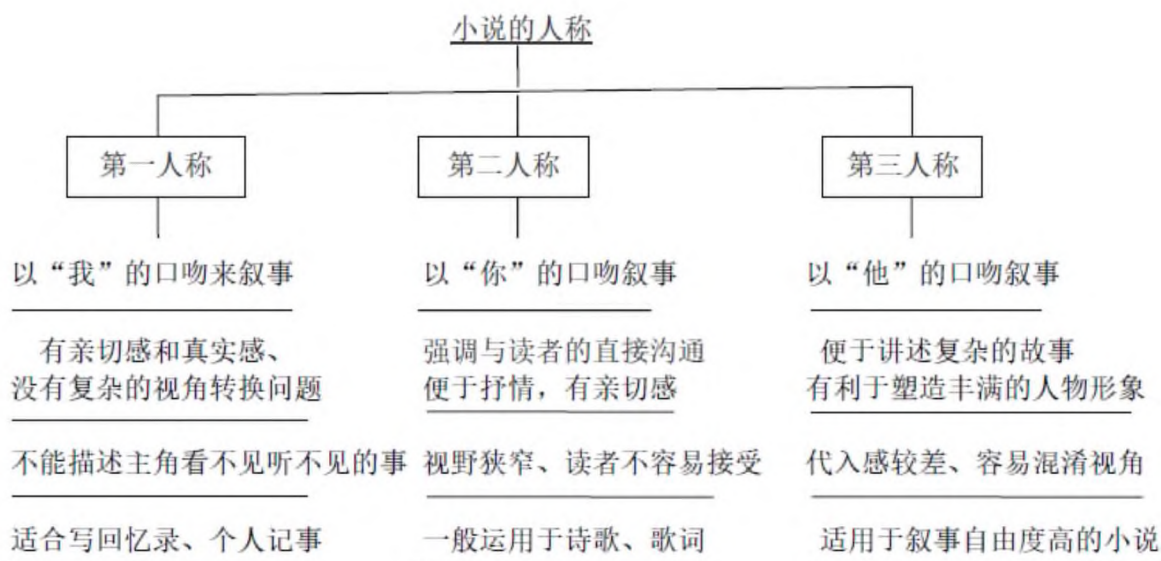 小说的人称
第一人称
第二人称
第三人称
以“我”的口吻来叙事
以“你”的口吻叙事
以“他”的口吻叙事
有亲切感和真实感、
没有复杂的视角转换问题
强调与读者的直接沟通
便于抒情，有亲切感
便于讲述复杂的故事
有利于塑造丰满的人物形象
不能描述主角看不见听不见的事
视野狭窄、读者不容易接受
代入感较差、容易混淆视角
适合写回忆录、个人记事
一般运用于诗歌、歌词
适用于叙事自由度高的小说